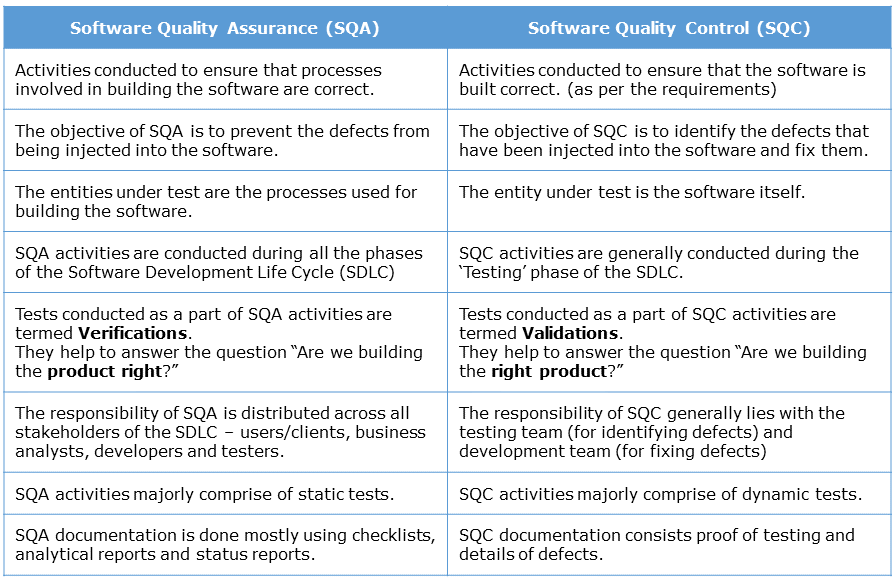 Software Quality Assurance (SQA)
Software Quality Control (SQC)
Activities conducted to ensure that processes
involved in building the software are correct.
Activities conducted to ensure that the software is
built correct. (as per the requirements)
The objective of SQA is to prevent the defects from
being injected into the software.
The objective of SQC is to identify the defects that
have been injected into the software and fix them.
The entities under test are the processes used for
building the software.
The entity under test is the software itself.
SQA activities are conducted during all the phases
of the Software Development Life Cycle (SDLC)
SQC activities are generally conducted during the
‘Testing’ phase of the SDLC.
Tests conducted as a part of SQA activities are
termed Verifications.
They help to answer the question “Are we building
the product right?”
Tests conducted as a part of SQC activities are
termed Validations.
They help to answer the question “Are we building
the right product?”
The responsibility of SQA is distributed across all
stakeholders of the SDLC – users/clients, business
analysts, developers and testers.
The responsibility of SQC generally lies with the
testing team (for identifying defects) and
development team (for fixing defects)
SQA activities majorly comprise of static tests.
SQC activities majorly comprise of dynamic tests.
SQA documentation is done mostly using checklists,
analytical reports and status reports.
SQC documentation consists proof of testing and
details of defects.